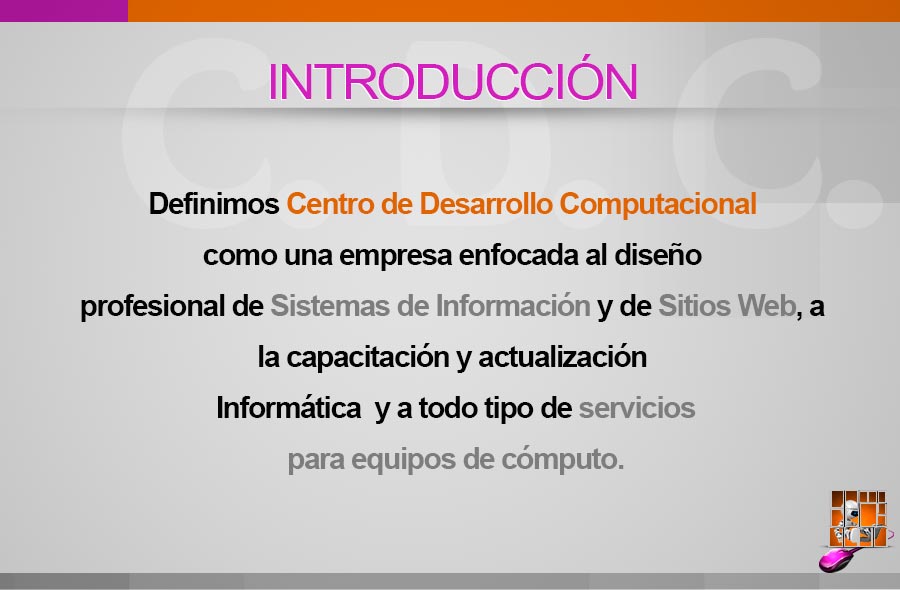 C.D.C.
INTRODUCCIÓN
Definimos Centro de Desarrollo Computacional
como una empresa enfocada al diseño
profesional de Sistemas de Información y de Sitios Web, a
la capacitación y actualización
Informática  y a todo tipo de servicios
para equipos de cómputo.